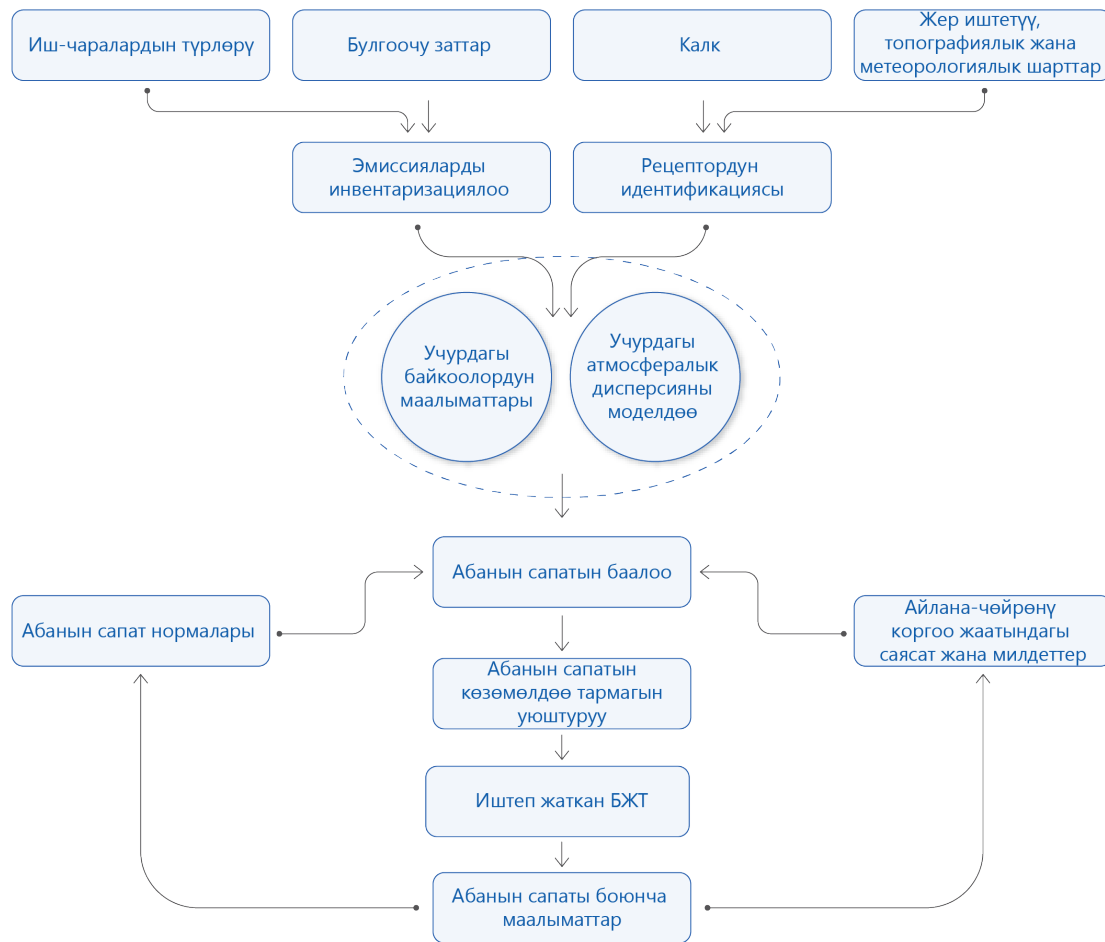 Иш-чаралардын түрлөрү
Булгоочу заттар
Калк
Жер иштетүү,
топографиялык жана
метеорологиялык шарттар
Эмиссияларды
инвентаризациялоо
Рецептордун
идентификациясы
Учурдагы
байкоолордун
маалыматтары
Учурдагы
атмосфералык
дисперсияны
моделдөө
Абанын сапатын баалоо
Абанын сапат нормалары
Айлана-чөйрөнү
коргоо жаатындагы
саясат жана милдеттер
Абанын сапатын
көзөмөлдөө тармагын
уюштуруу
Иштеп жаткан БЖТ
Абанын сапаты боюнча
маалыматтар